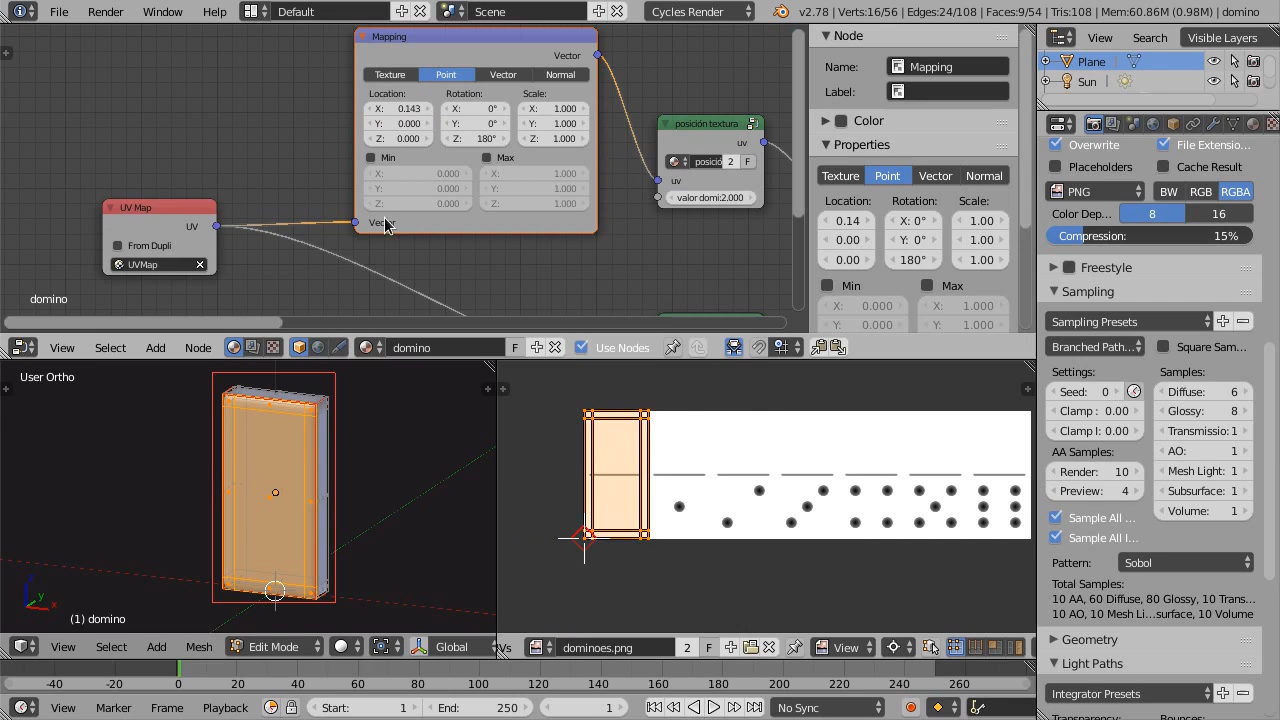 File Render Window Help Default Scene Cycles Render v2.78 | Verts:16/56 | Edges:24/108 | Faces:9/54 | Tris:108 | Mem:60.86M (0.98M) | domino
Mapping
Vector
Texture Point Vector Normal
Location: Rotation: Scale:
X: 0.143 X: 0° X: 1.000
Y: 0.000 Y: 0° Y: 1.000
Z: 0.000 Z: 180° Z: 1.000
Min Max
X: 0.000 X: 1.000
Y: 0.000 Y: 1.000
Z: 0.000 Z: 1.000
Vector
UV Map
UV
From Dupli
UVMap
posición textura
uv
posició 2 F
uv
valor domi:2.000
domino
Node
Name: Mapping
Label:
Color
Properties
Texture Point Vector Normal
Location: Rotation: Scale:
0.14 X: 0° 1.00
0.00 Y: 0° 1.00
0.00 180° 1.00
Min Max
X: 0.000 X: 1.000
Y: 0.000 Y: 1.000
View Search Visible Layers
Plane
Sun
Overwrite File Extensio...
Placeholders Cache Result
PNG BW RGB RGBA
Color Dep... 8 16
Compression: 15%
Freestyle
Sampling
Sampling Presets
Branched Path... Square Sam...
Settings: Samples:
Seed: 0 Diffuse: 6
Clamp : 0.00 Glossy: 8
Clamp I: 0.00 Transmissio: 1
AA Samples: AO: 1
Render: 10 Mesh Light: 1
Preview: 4 Subsurface: 1
Sample All ... Volume: 1
Sample All I...
Pattern: Sobol
Total Samples:
10 AA, 60 Diffuse, 80 Glossy, 10 Trans...
10 AO, 10 Mesh Li...surface, 10 Volume
Geometry
Light Paths
Integrator Presets
View Select Add Node domino F Use Nodes
User Ortho
(1) domino
View Select Add Mesh Edit Mode Global
dominoes.png 2 F View
-40 -20 0 20 40 60 80 100 120 140 160 180 200 220 240 260
View Marker Frame Playback Start: 1 End: 250 1 No Sync